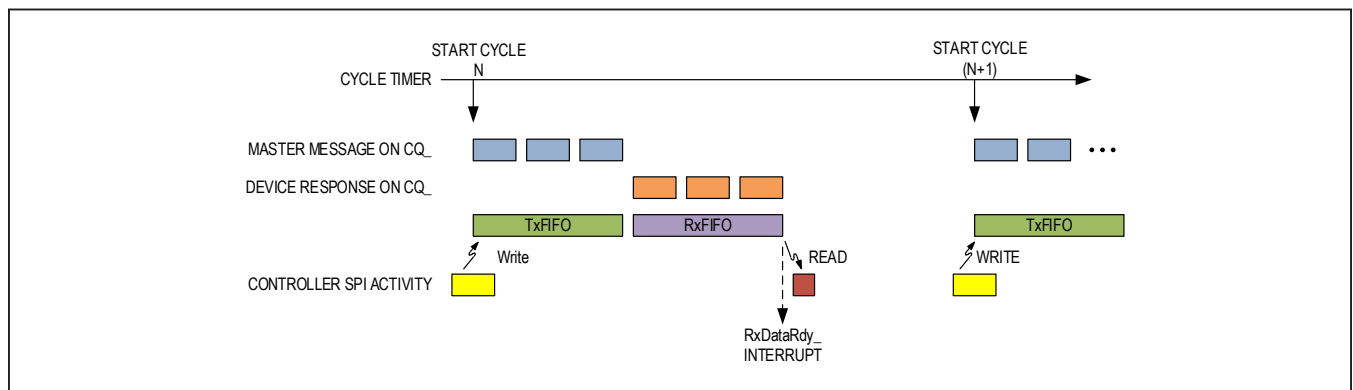 START CYCLE
N
START CYCLE
(N+1)
CYCLE TIMER
MASTER MESSAGE ON CQ_
•••
DEVICE RESPONSE ON CQ_
TxFIFO
RxFIFO
TxFIFO
Write
READ
WRITE
CONTROLLER SPI ACTIVITY
RxDataRdy_
INTERRUPT